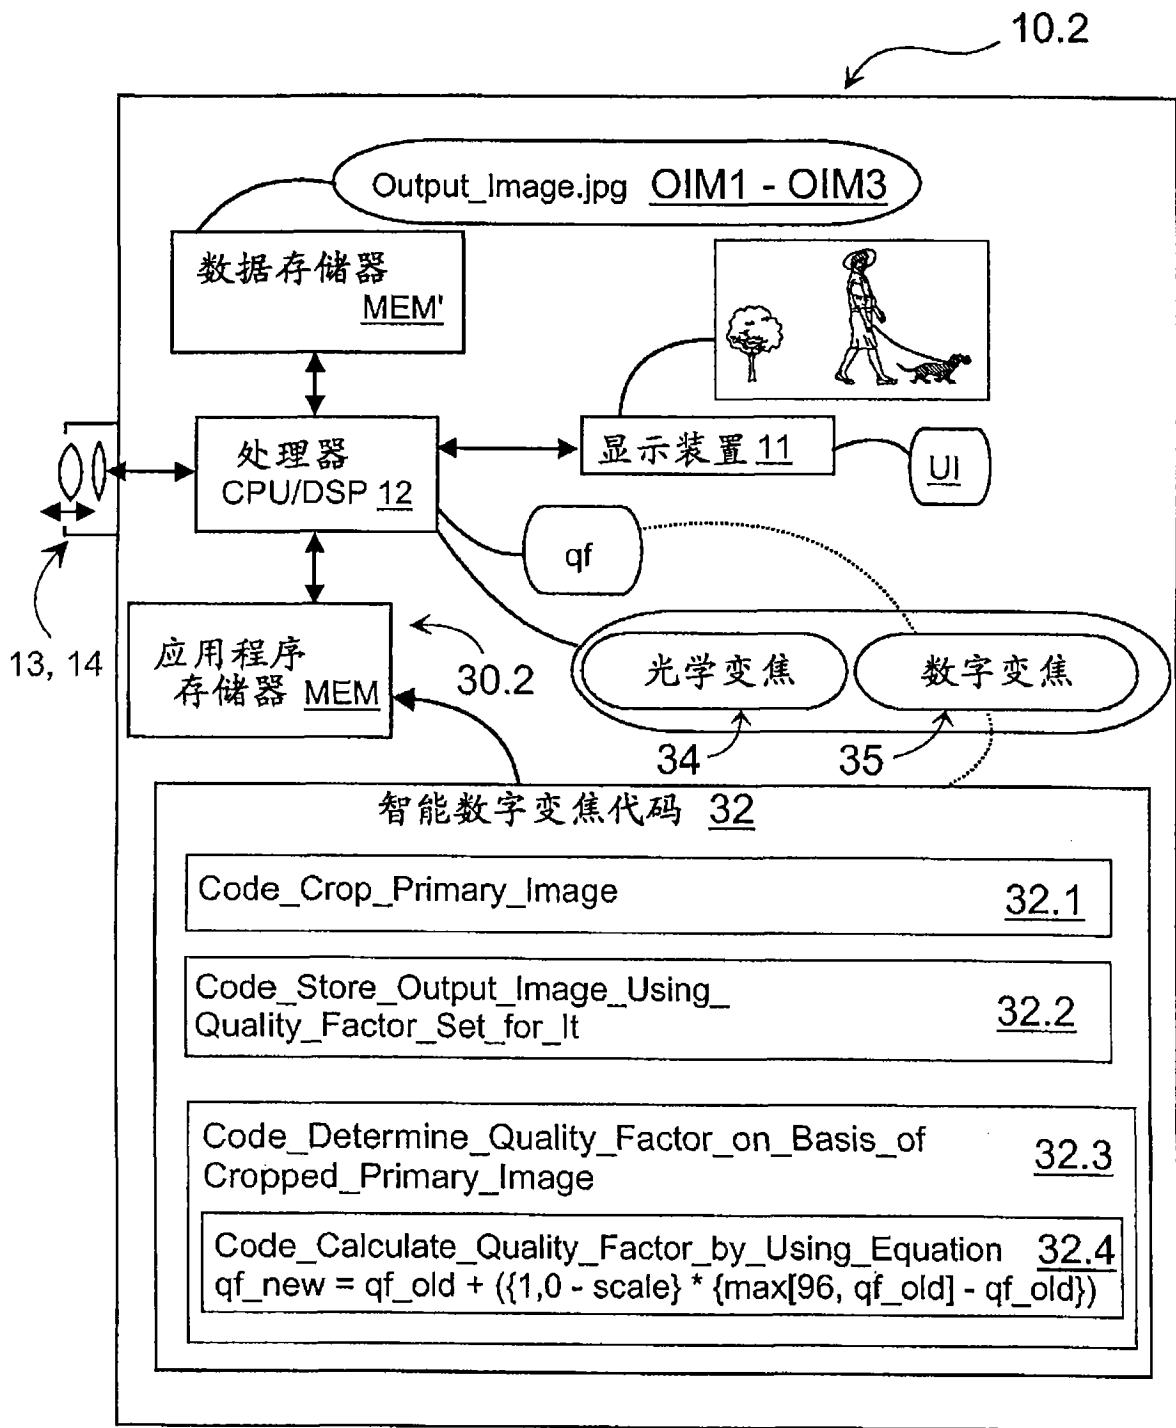 10.2
Output_Image.jpg OIM1 - OIM3
数据存储器
MEM'
处理器
CPU/DSP 12
显示装置 11
UI
qf
13, 14
应用程序
存储器 MEM
30.2
光学变焦
数字变焦
34
35
智能数字变焦代码 32
Code_Crop_Primary_Image 32.1
Code_Store_Output_Image_Using_
Quality_Factor_Set_for_It 32.2
Code_Determine_Quality_Factor_on_Basis_of
Cropped_Primary_Image 32.3
Code_Calculate_Quality_Factor_by_Using_Equation 32.4
qf_new = qf_old + ({1,0 - scale} * {max[96, qf_old] - qf_old})